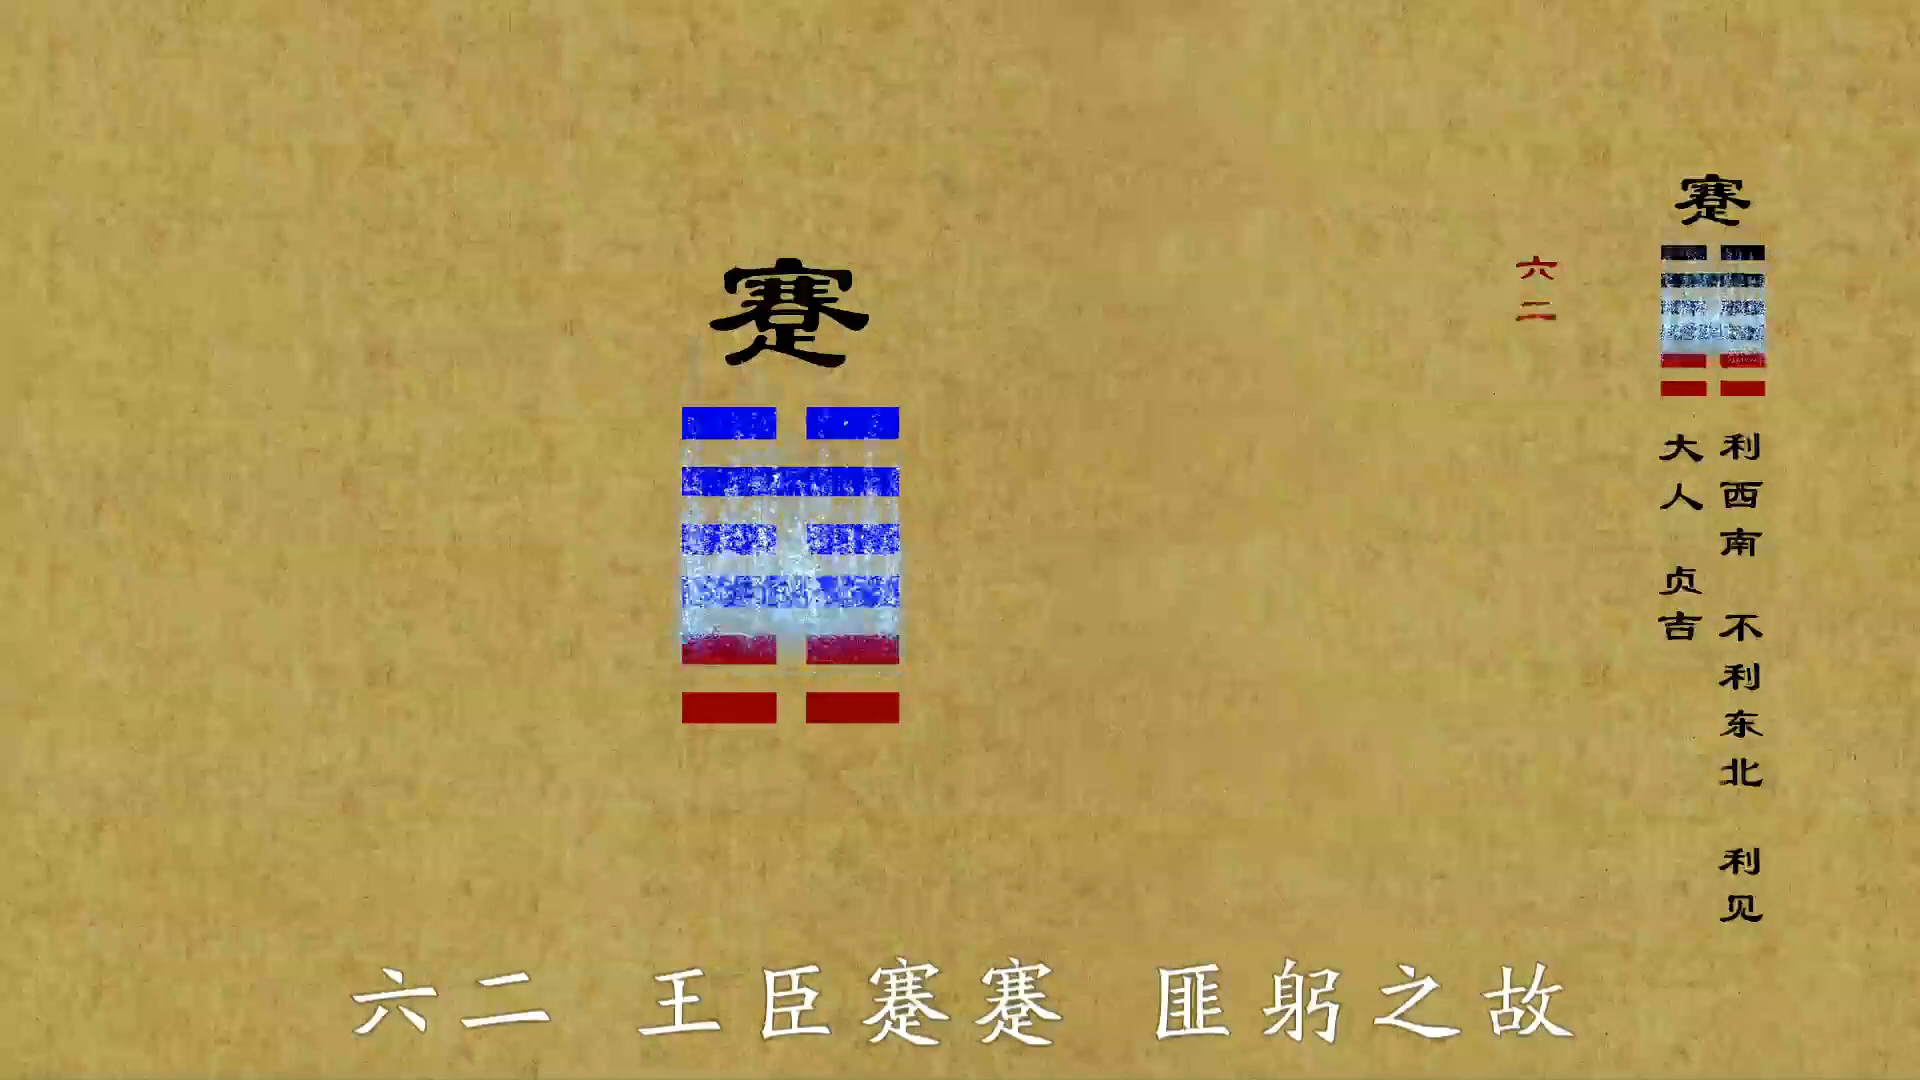 蹇
蹇
利西南 不利东北 利见
大人 贞吉
六二
六二 王臣蹇蹇 匪躬之故